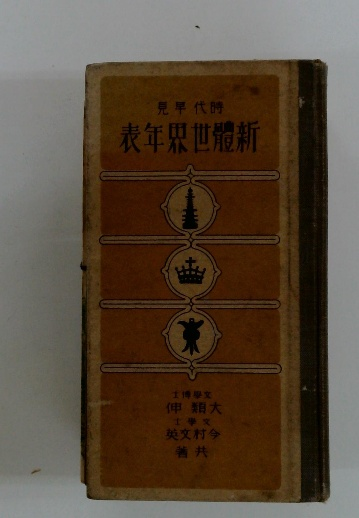 時代早見
新體世界年表
文學博士
大類伸
文學士
今村文英
共著